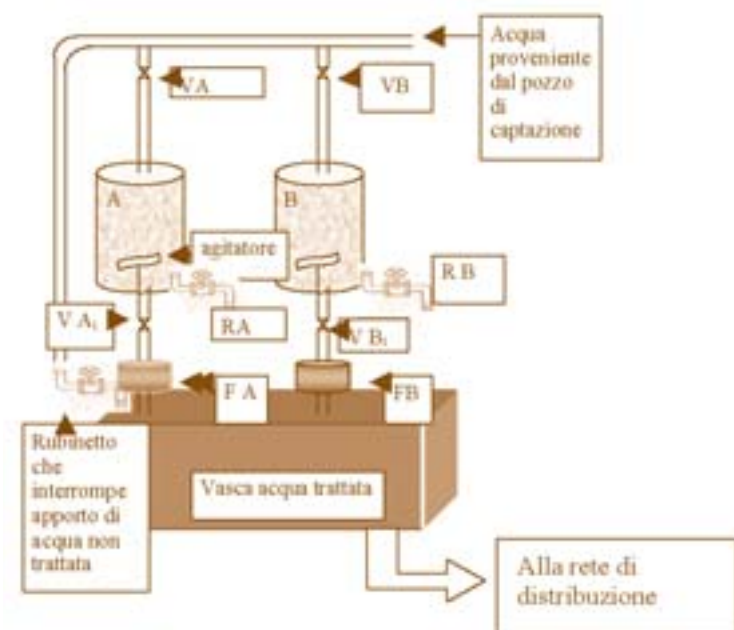 Acqua
proveniente
dal pozzo
di
captazione
VA
VB
A
B
agitatore
R B
V A₁
RA
V B₁
F A
FB
Rubinetto
che
interrompe
apporto di
acqua non
trattata
Vasca acqua trattata
Alla rete di
distribuzione